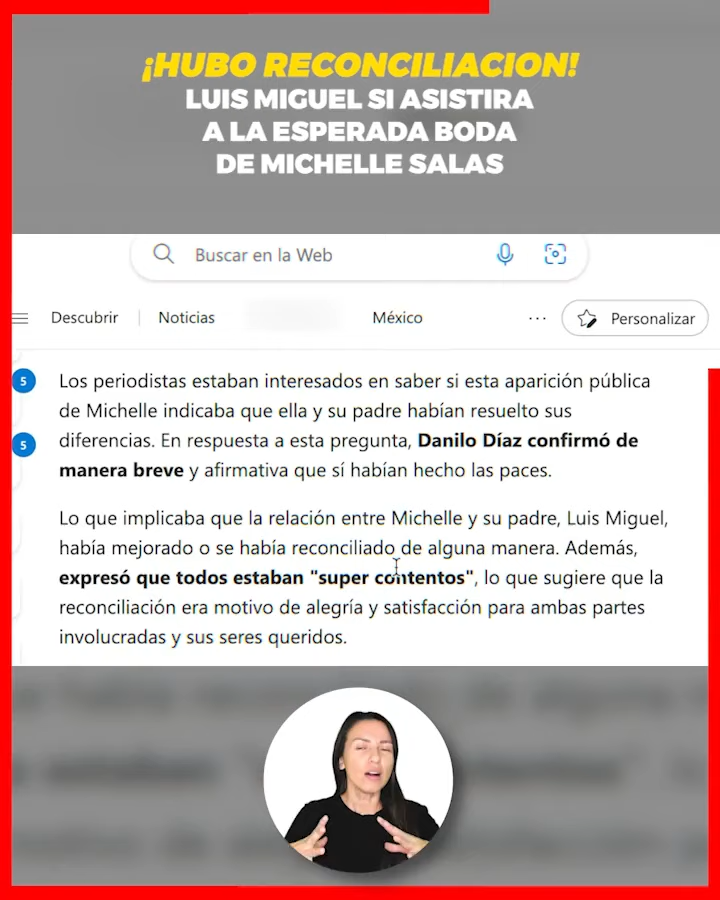 ¡HUBO RECONCILIACION!
LUIS MIGUEL SI ASISTIRA
A LA ESPERADA BODA
DE MICHELLE SALAS
Buscar en la Web
Descubrir
Noticias
México
... 
Personalizar
5
Los periodistas estaban interesados en saber si esta aparición pública
de Michelle indicaba que ella y su padre habían resuelto sus
5
diferencias. En respuesta a esta pregunta, Danilo Díaz confirmó de
manera breve y afirmativa que sí habían hecho las paces.
Lo que implicaba que la relación entre Michelle y su padre, Luis Miguel,
había mejorado o se había reconciliado de alguna manera. Además,
expresó que todos estaban "super contentos", lo que sugiere que la
reconciliación era motivo de alegría y satisfacción para ambas partes
involucradas y sus seres queridos.